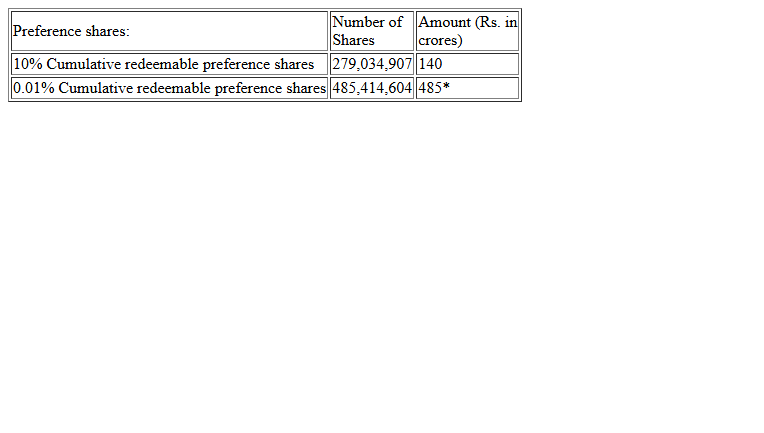 Preference shares: Number of Shares Amount (Rs. in crores)
10% Cumulative redeemable preference shares 279,034,907 140
0.01% Cumulative redeemable preference shares 485,414,604 485*